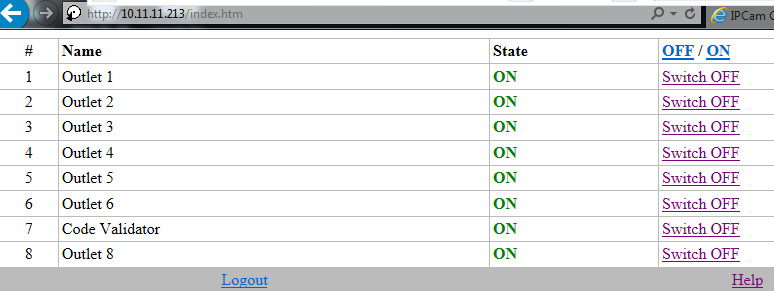 http://10.11.11.213/index.htm IPCam
# Name State OFF / ON
1 Outlet 1 ON Switch OFF
2 Outlet 2 ON Switch OFF
3 Outlet 3 ON Switch OFF
4 Outlet 4 ON Switch OFF
5 Outlet 5 ON Switch OFF
6 Outlet 6 ON Switch OFF
7 Code Validator ON Switch OFF
8 Outlet 8 ON Switch OFF
Logout Help